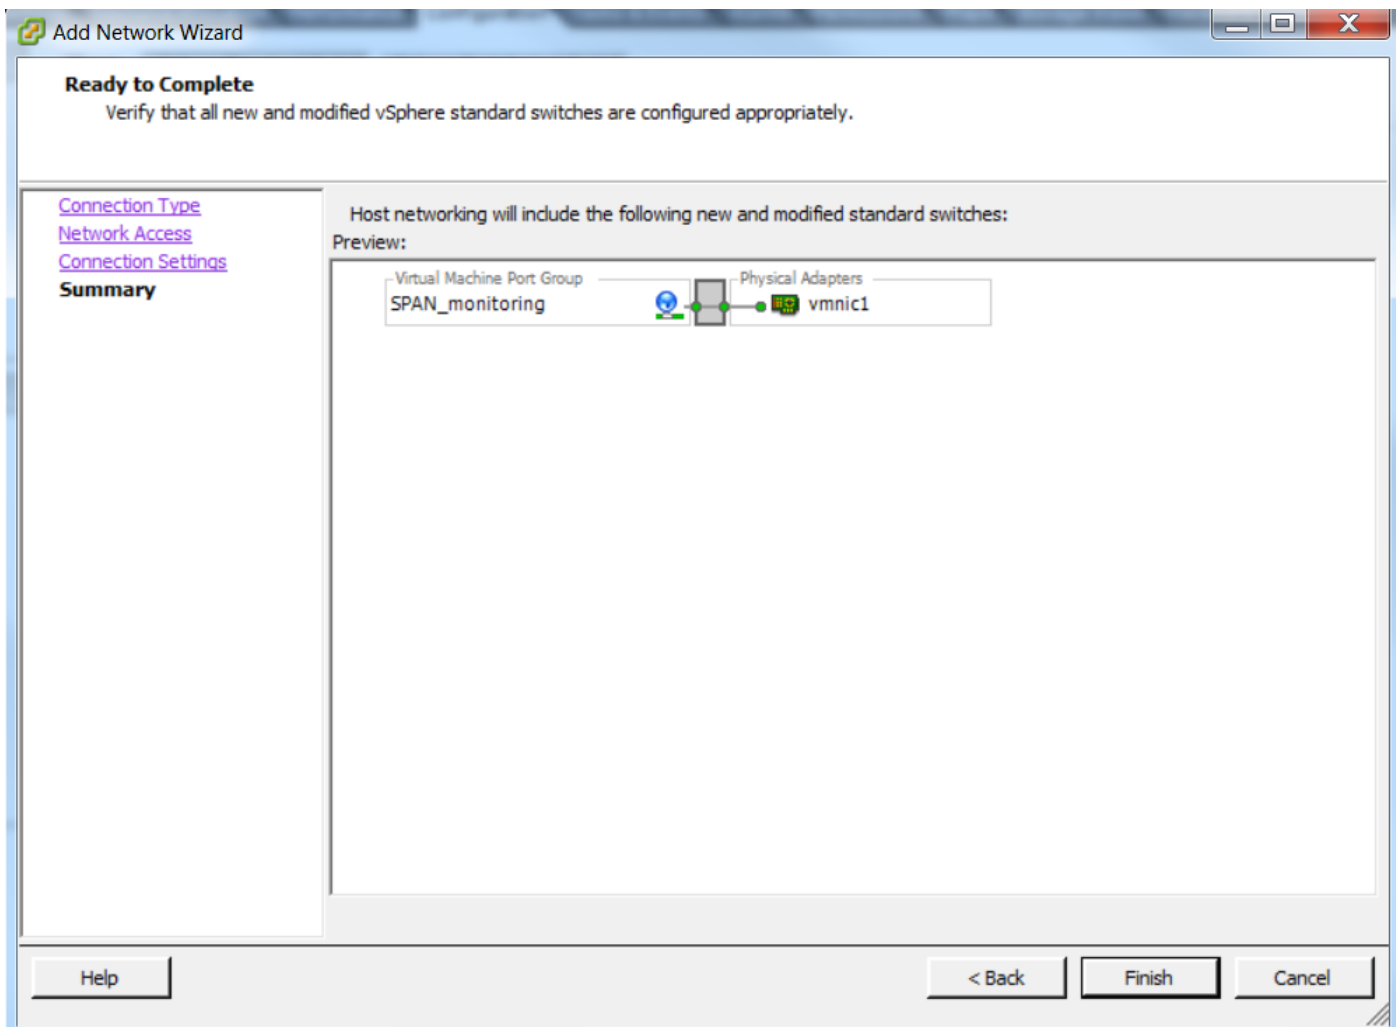 Add Network Wizard
X
Ready to Complete
Verify that all new and modified vSphere standard switches are configured appropriately.
Connection Type
Network Access
Connection Settings
Summary
Host networking will include the following new and modified standard switches:
Preview:
Virtual Machine Port Group
Physical Adapters
SPAN_monitoring
vmnic1
Help
< Back
Finish
Cancel